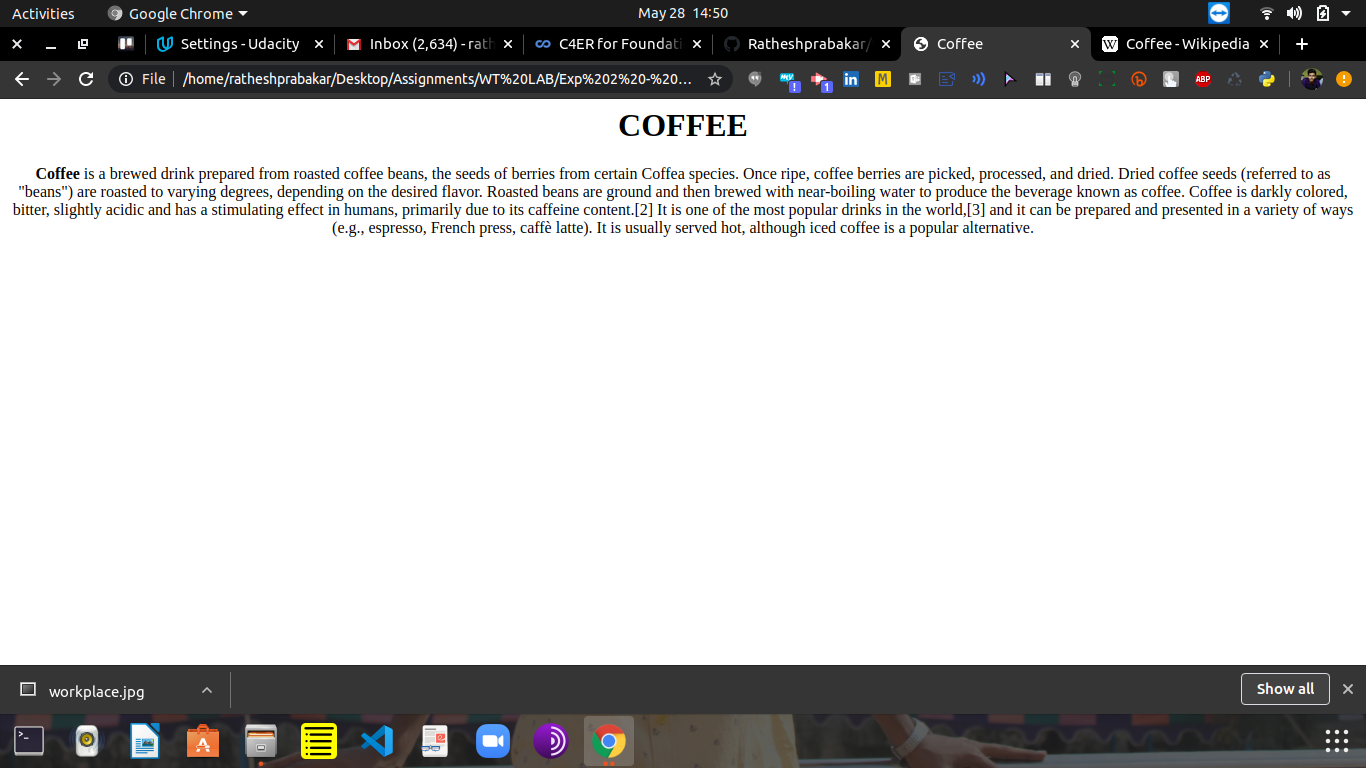 Activities Google Chrome May 28 14:50
Settings - Udacity Inbox (2,634) - rath C4ER for Foundati Ratheshprabakar/ Coffee Coffee - Wikipedia
File /home/ratheshprabakar/Desktop/Assignments/WT%20LAB/Exp%202%20-%20...
COFFEE
Coffee is a brewed drink prepared from roasted coffee beans, the seeds of berries from certain Coffea species. Once ripe, coffee berries are picked, processed, and dried. Dried coffee seeds (referred to as
"beans") are roasted to varying degrees, depending on the desired flavor. Roasted beans are ground and then brewed with near-boiling water to produce the beverage known as coffee. Coffee is darkly colored,
bitter, slightly acidic and has a stimulating effect in humans, primarily due to its caffeine content.[2] It is one of the most popular drinks in the world,[3] and it can be prepared and presented in a variety of ways
(e.g., espresso, French press, caffè latte). It is usually served hot, although iced coffee is a popular alternative.
workplace.jpg Show all